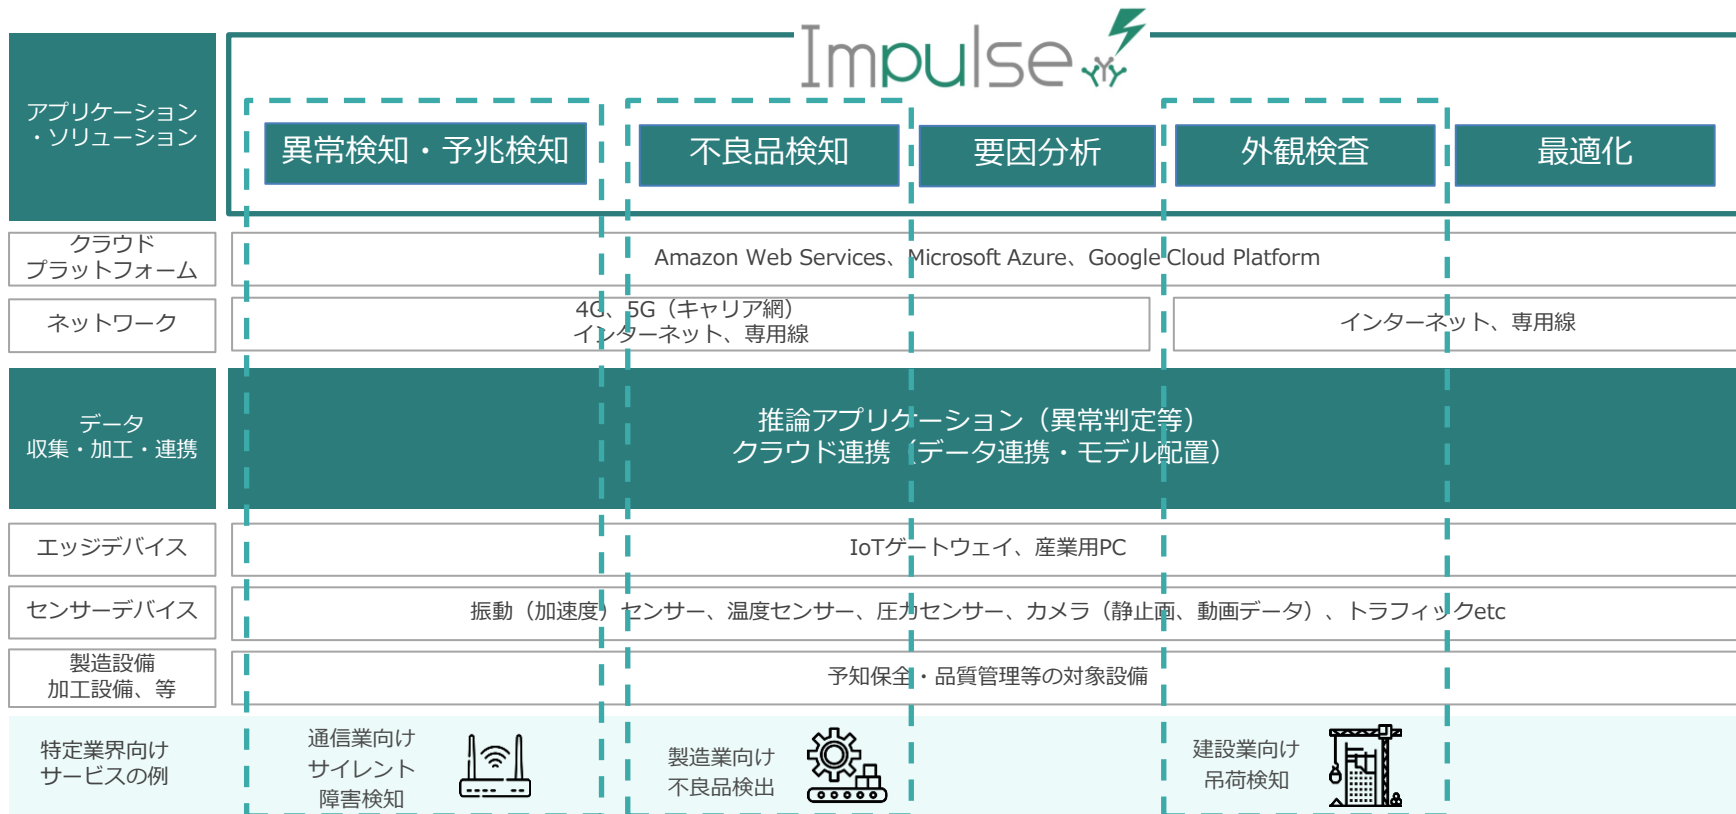 Impulse
アプリケーション
・ソリューション
異常検知・予兆検知
不良品検知
要因分析
外観検査
最適化
クラウド
プラットフォーム
Amazon Web Services、Microsoft Azure、Google Cloud Platform
ネットワーク
4G、5G（キャリア網）
インターネット、専用線
インターネット、専用線
データ
収集・加工・連携
推論アプリケーション（異常判定等）
クラウド連携（データ連携・モデル配置）
エッジデバイス
IoTゲートウェイ、産業用PC
センサーデバイス
振動（加速度）センサー、温度センサー、圧力センサー、カメラ（静止画、動画データ）、トラフィックetc
製造設備
加工設備、等
予知保全・品質管理等の対象設備
特定業界向け
サービスの例
通信業向け
サイレント
障害検知
製造業向け
不良品検出
建設業向け
吊荷検知